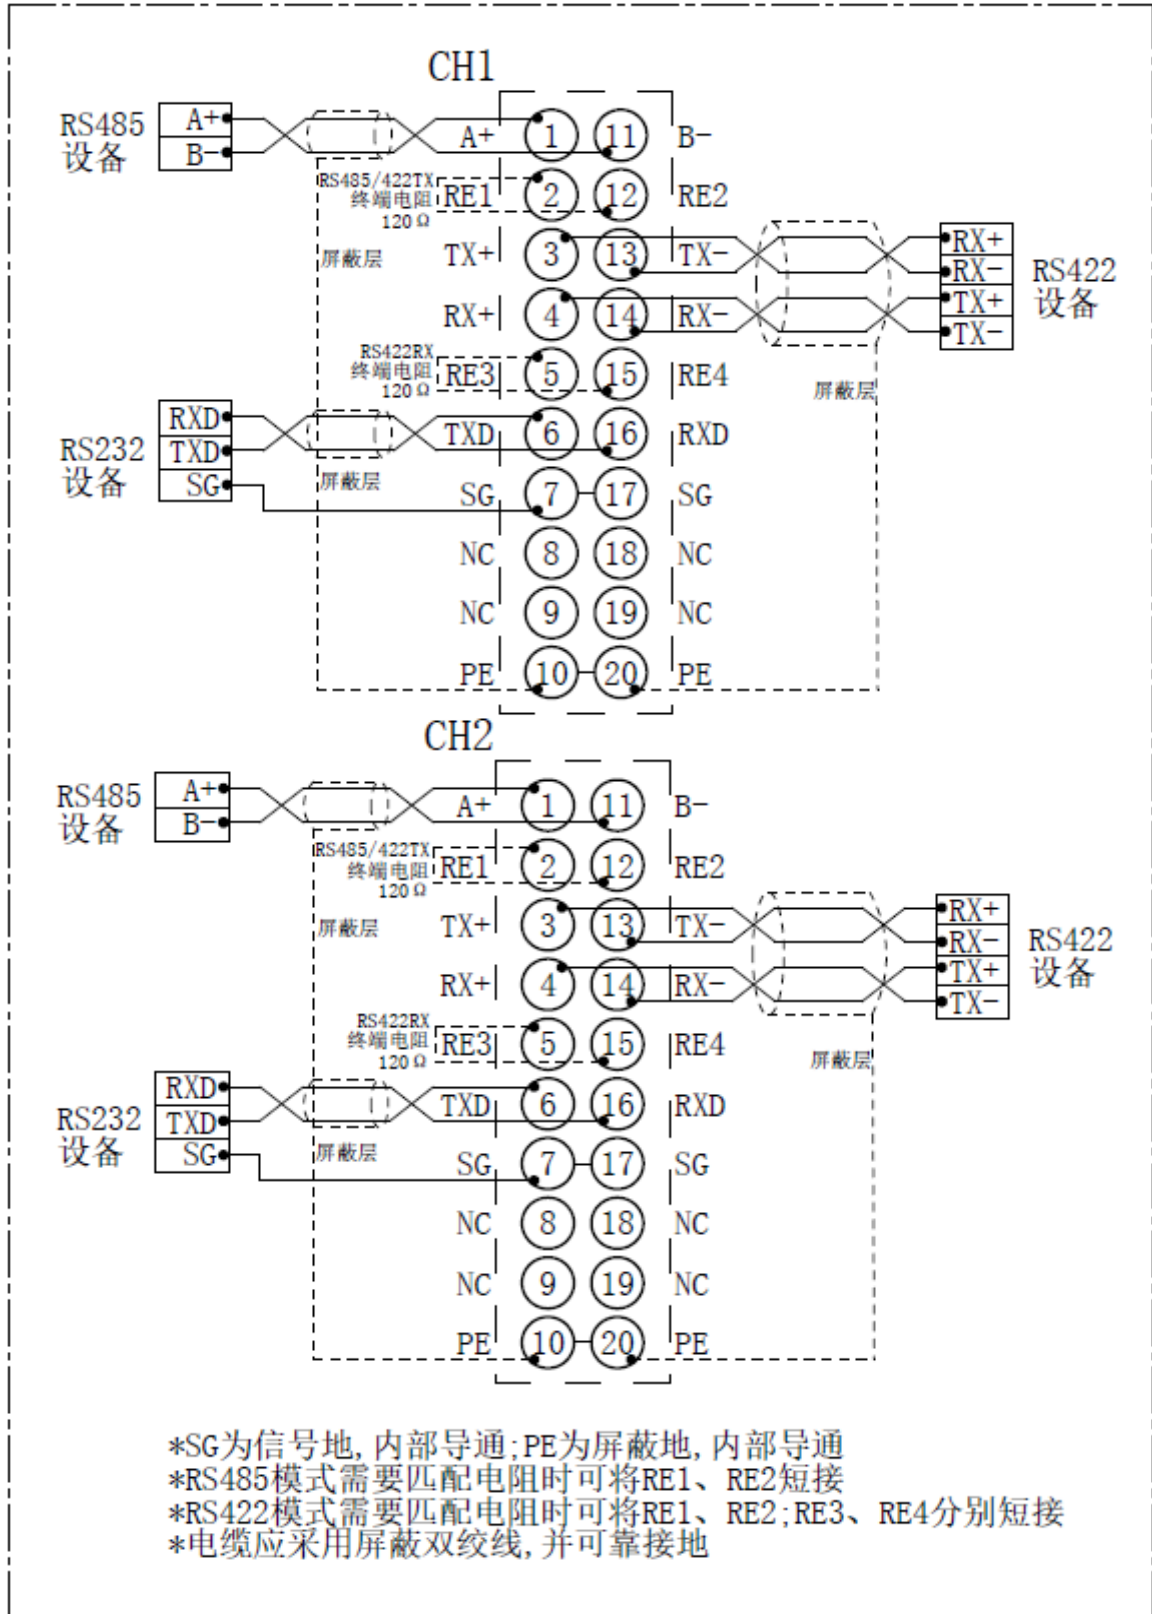 CH1
RS485
设备
A+
B-
A+ 1 11 B-
RS485/422TX
终端电阻
120Ω
RE1 2 12 RE2
屏蔽层
TX+ 3 13 TX-
RX+ 4 14 RX-
RX+
RX-
TX+
TX-
RS422
设备
RS422RX
终端电阻
120Ω
RE3 5 15 RE4
屏蔽层
RS232
设备
RXD
TXD
SG
TXD 6 16 RXD
屏蔽层
SG 7 17 SG
NC 8 18 NC
NC 9 19 NC
PE 10 20 PE
CH2
RS485
设备
A+
B-
A+ 1 11 B-
RS485/422TX
终端电阻
120Ω
RE1 2 12 RE2
屏蔽层
TX+ 3 13 TX-
RX+ 4 14 RX-
RX+
RX-
TX+
TX-
RS422
设备
RS422RX
终端电阻
120Ω
RE3 5 15 RE4
屏蔽层
RS232
设备
RXD
TXD
SG
TXD 6 16 RXD
屏蔽层
SG 7 17 SG
NC 8 18 NC
NC 9 19 NC
PE 10 20 PE
*SG为信号地,内部导通;PE为屏蔽地,内部导通
*RS485模式需要匹配电阻时可将RE1、RE2短接
*RS422模式需要匹配电阻时可将RE1、RE2;RE3、RE4分别短接
*电缆应采用屏蔽双绞线,并可靠接地